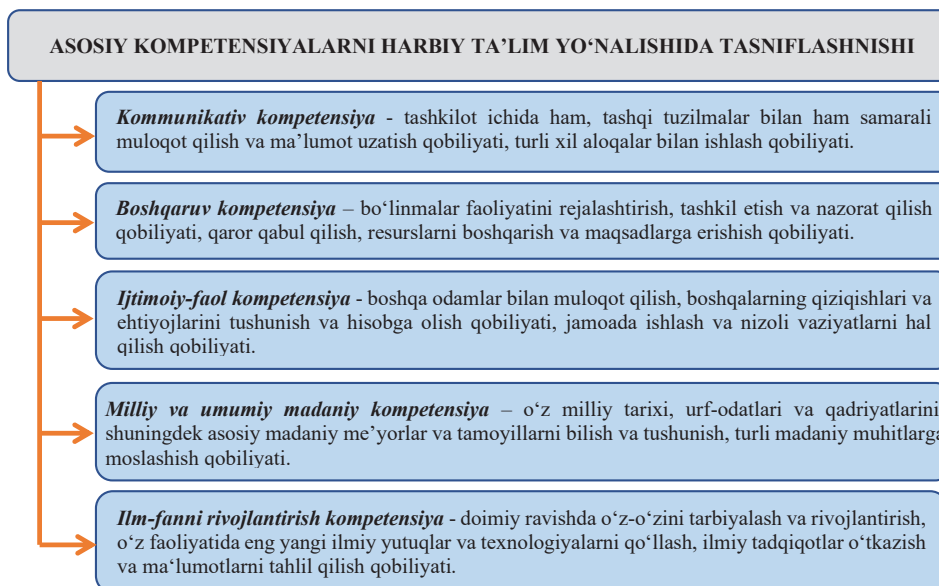 ASOSIY KOMPETENSIYALARNI HARBIY TA’LIM YO‘NALISHIDA TASNIFLASHNISHI
Kommunikativ kompetensiya - tashkilot ichida ham, tashqi tuzilmalar bilan ham samarali
muloqot qilish va ma’lumot uzatish qobiliyati, turli xil aloqalar bilan ishlash qobiliyati.
Boshqaruv kompetensiya – bo‘linmalar faoliyatini rejalashtirish, tashkil etish va nazorat qilish
qobiliyati, qaror qabul qilish, resurslarni boshqarish va maqsadlarga erishish qobiliyati.
Ijtimoiy-faol kompetensiya - boshqa odamlar bilan muloqot qilish, boshqalarning qiziqishlari va
ehtiyojlarini tushunish va hisobga olish qobiliyati, jamoada ishlash va nizoli vaziyatlarni hal
qilish qobiliyati.
Milliy va umumiy madaniy kompetensiya – o‘z milliy tarixi, urf-odatlari va qadriyatlarini
shuningdek asosiy madaniy me’yorlar va tamoyillarni bilish va tushunish, turli madaniy muhitlarga
moslashish qobiliyati.
Ilm-fanni rivojlantirish kompetensiya - doimiy ravishda o‘z-o‘zini tarbiyalash va rivojlantirish,
o‘z faoliyatida eng yangi ilmiy yutuqlar va texnologiyalarni qo‘llash, ilmiy tadqiqotlar o‘tkazish
va ma‘lumotlarni tahlil qilish qobiliyati.